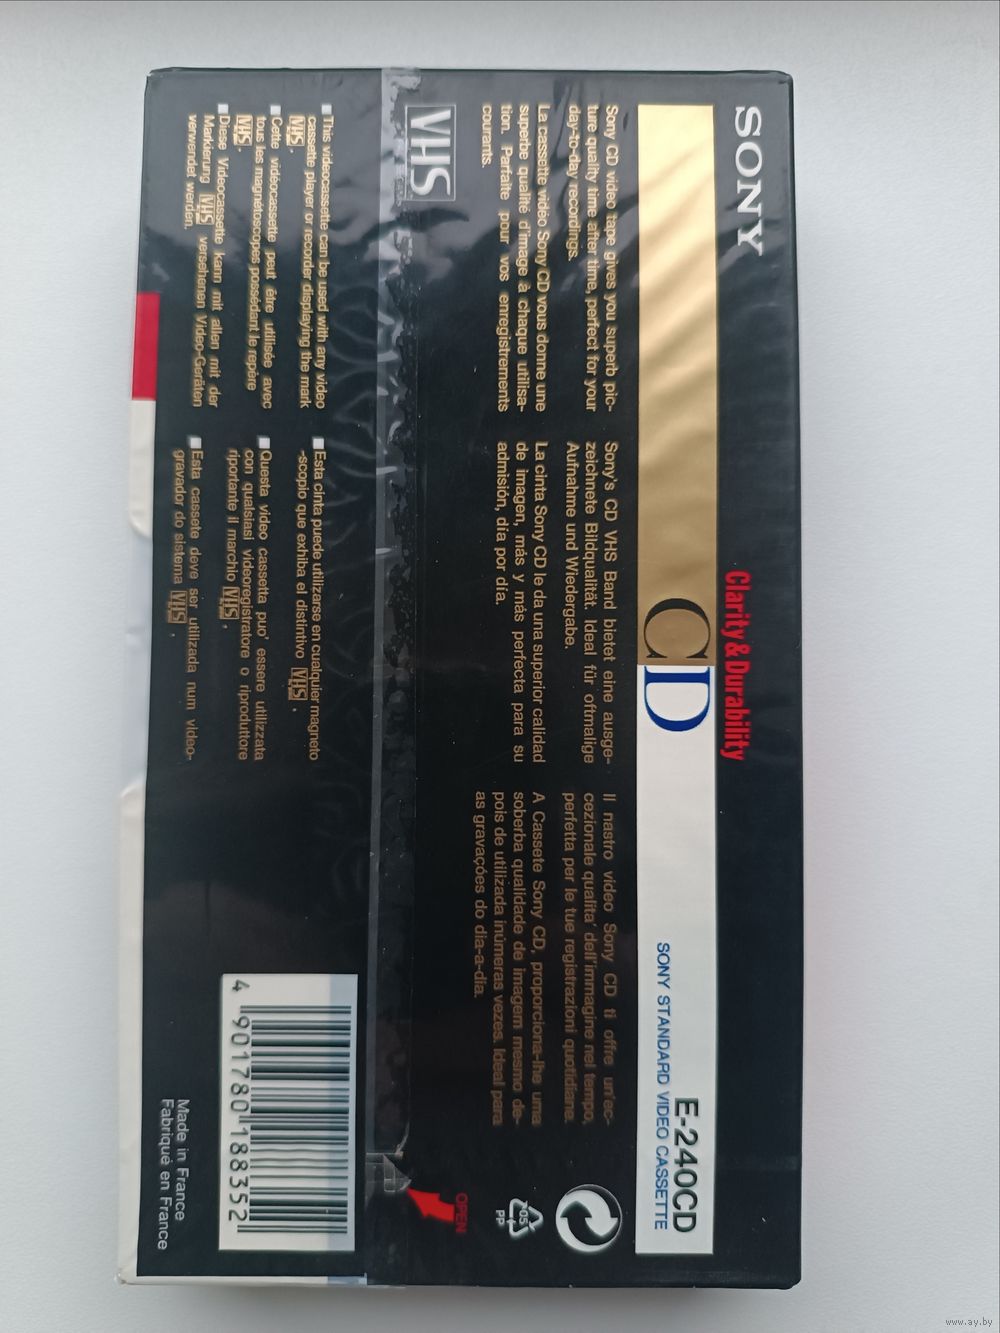 SONY
Clarity & Durability
CD
E-240CD
SONY STANDARD VIDEO CASSETTE
Sony CD video tape gives you superb pic-
ture quality time after time, perfect for your
day-to-day recordings.
La cassette vidéo Sony CD vous donne une
superbe qualité d'image à chaque utilisa-
tion. Parfaite pour vos enregistrements
courants.
Sony's CD VHS Band bietet eine ausge-
zeichnete Bildqualität. Ideal für oftmalige
Aufnahme und Wiedergabe.
La cinta Sony CD le da una superior calidad
de imagen, más y más perfecta para su
admisión, día por día.
Il nastro video Sony CD ti offre un'ec-
cezionale qualita' dell'immagine nel tempo,
perfetta per le tue registrazioni quotidiane.
A Cassete Sony CD, proporciona-lhe uma
soberba qualidade de imagem mesmo de-
pois de utilizada inúmeras vezes. Ideal para
as gravações do dia-a-dia.
05
PP
OPEN
VHS
This videocassette can be used with any video
cassette player or recorder displaying the mark
VHS.
Cette videocassette peut être utilisée avec
tous les magnétoscopes possédant le repère
VHS.
Diese Videocassette kann mit allen mit der
Markierung VHS versehenen Video-Geräten
verwendet werden.
Esta cinta puede utilizarse en cualquier magneto
-scopio que exhiba el distintivo VHS.
Questa video cassetta puo' essere utilizzata
con qualsiasi videoregistratore o riproduttore
riportante il marchio VHS.
Esta cassete deve ser utilizada num video-
gravador do sistema VHS.
4 901780 188352
Made in France
Fabriqué en France
www.ay.by